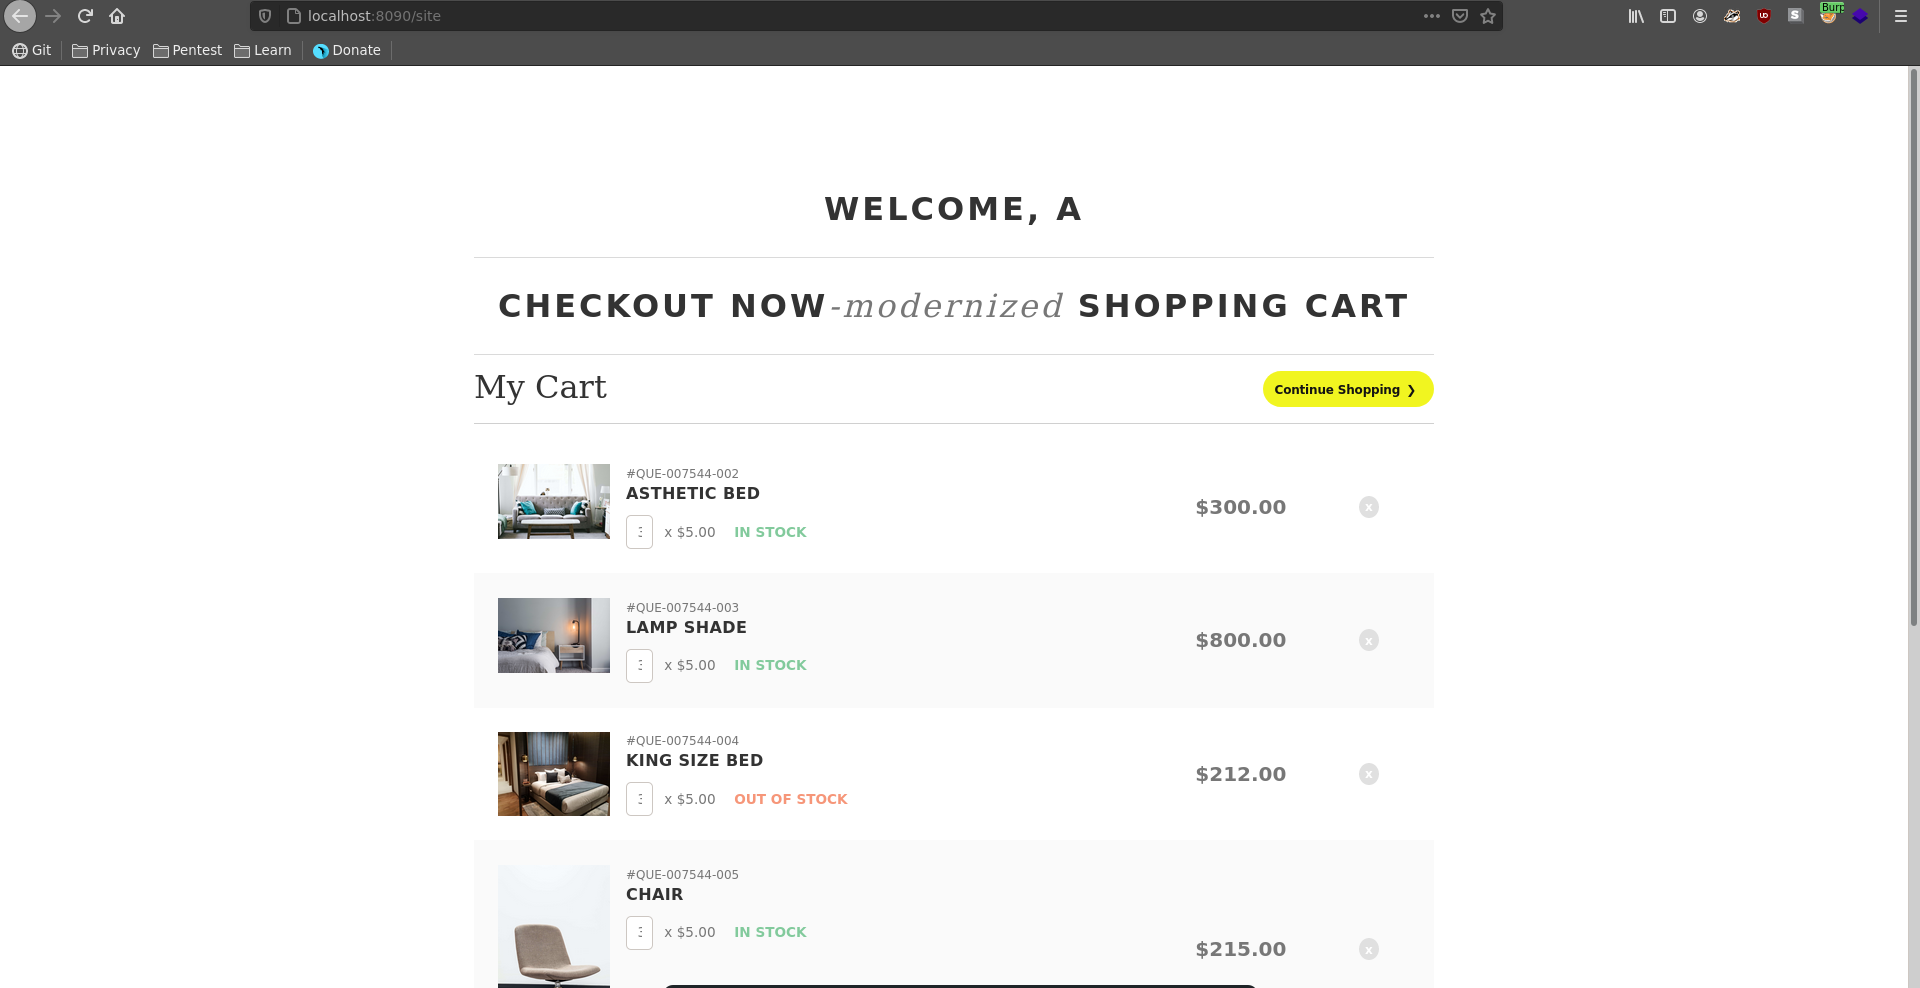 localhost:8090/site
Burp
Git Privacy Pentest Learn Donate
WELCOME, A
CHECKOUT NOW-modernized SHOPPING CART
My Cart
Continue Shopping ❯
#QUE-007544-002
ASTHETIC BED
$300.00 x
x $5.00 IN STOCK
#QUE-007544-003
LAMP SHADE
$800.00 x
x $5.00 IN STOCK
#QUE-007544-004
KING SIZE BED
$212.00 x
x $5.00 OUT OF STOCK
#QUE-007544-005
CHAIR
x $5.00 IN STOCK
$215.00 x